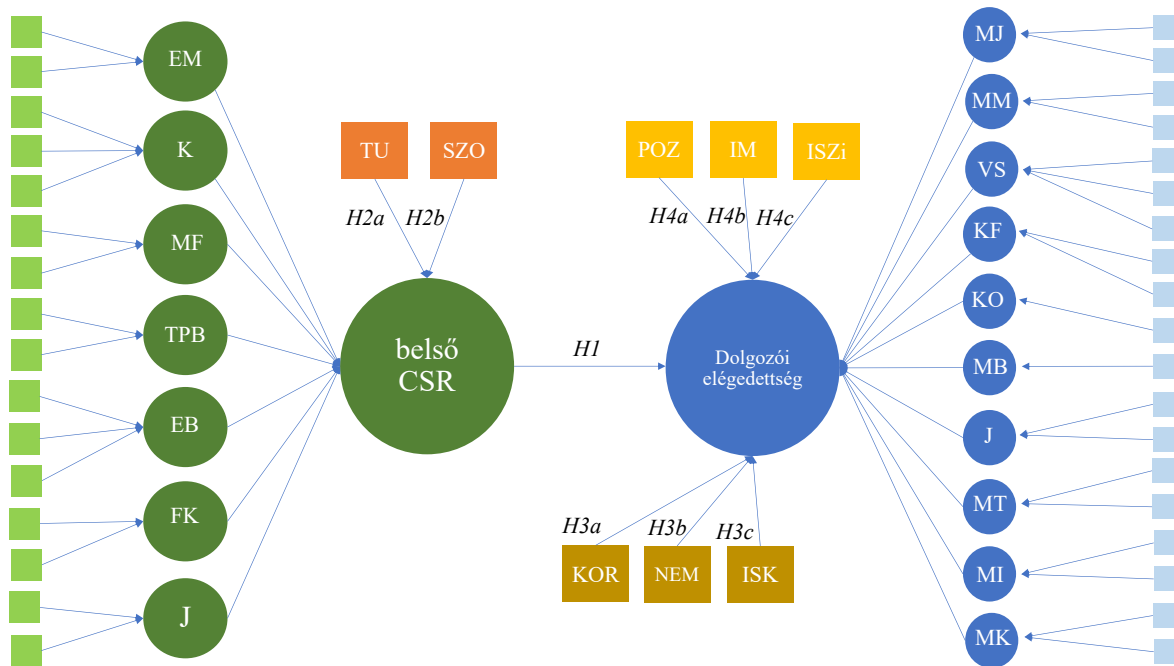 EM
K
MF
TPB
EB
FK
J
TU
SZO
H2a
H2b
belső
CSR
H1
POZ
IM
ISZi
H4a
H4b
H4c
Dolgozói
elégedettség
H3a
H3b
H3c
KOR
NEM
ISK
MJ
MM
VS
KF
KO
MB
J
MT
MI
MK